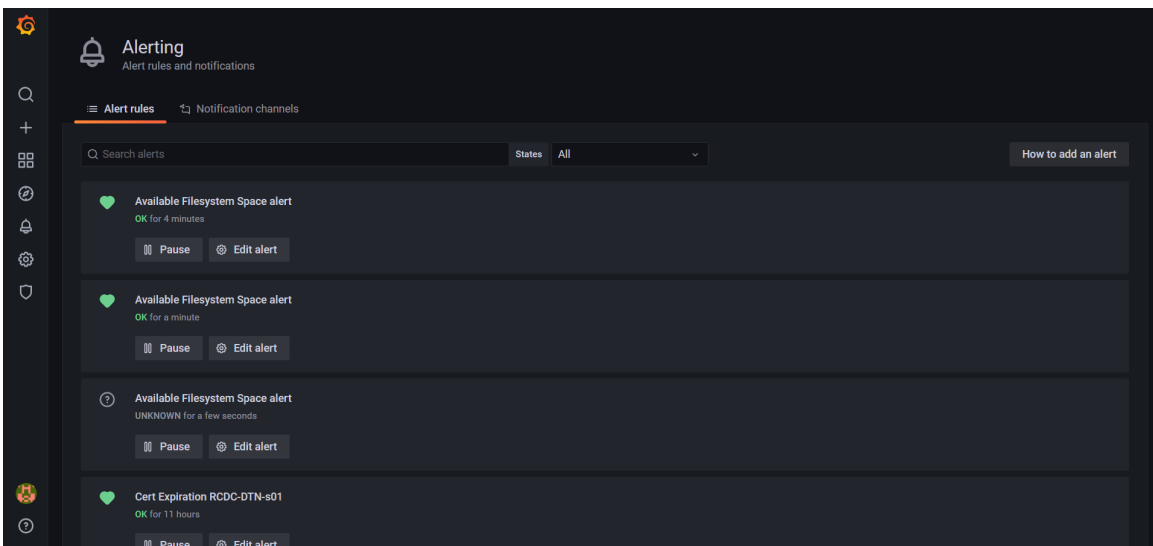 Alerting
Alert rules and notifications
Alert rules
Notification channels
Search alerts
States
All
How to add an alert
Available Filesystem Space alert
OK for 4 minutes
Pause
Edit alert
Available Filesystem Space alert
OK for a minute
Pause
Edit alert
Available Filesystem Space alert
UNKNOWN for a few seconds
Pause
Edit alert
Cert Expiration RCDC-DTN-s01
OK for 11 hours
Pause
Edit alert